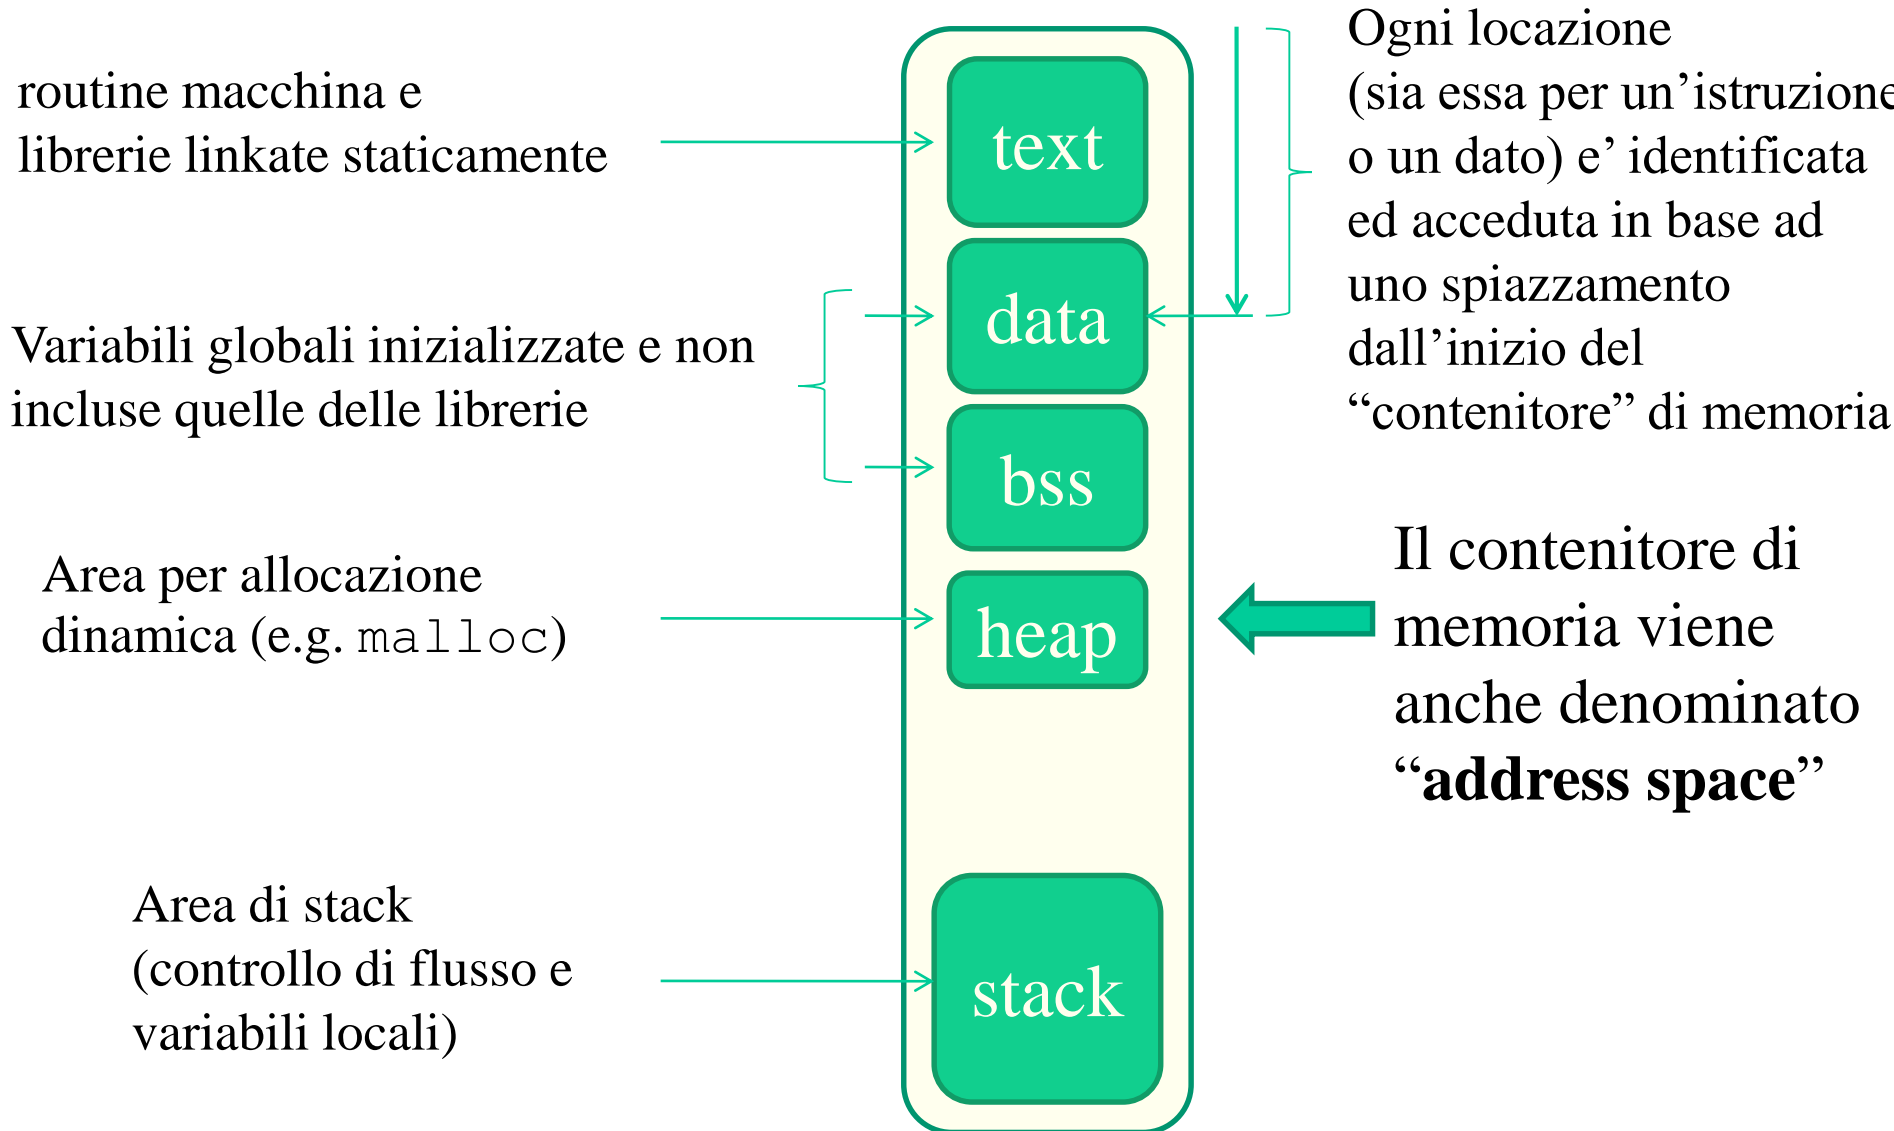 routine macchina e
librerie linkate staticamente
Variabili globali inizializzate e non
incluse quelle delle librerie
Area per allocazione
dinamica (e.g. malloc)
Area di stack
(controllo di flusso e
variabili locali)
text
data
bss
heap
stack
Ogni locazione
(sia essa per un’istruzione
o un dato) e’ identificata
ed acceduta in base ad
uno spiazzamento
dall’inizio del
“contenitore” di memoria
Il contenitore di
memoria viene
anche denominato
“address space”